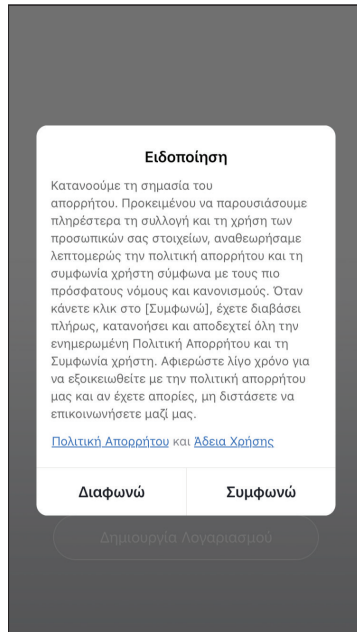 Ειδοποίηση
Κατανοούμε τη σημασία του
απορρήτου. Προκειμένου να παρουσιάσουμε
πληρέστερα τη συλλογή και τη χρήση των
προσωπικών σας στοιχείων, αναθεωρήσαμε
λεπτομερώς την πολιτική απορρήτου και τη
συμφωνία χρήστη σύμφωνα με τους πιο
πρόσφατους νόμους και κανονισμούς. Όταν
κάνετε κλικ στο [Συμφωνώ], έχετε διαβάσει
πλήρως, κατανοήσει και αποδεχτεί όλη την
ενημερωμένη Πολιτική Απορρήτου και τη
Συμφωνία χρήστη. Αφιερώστε λίγο χρόνο για
να εξοικειωθείτε με την πολιτική απορρήτου
μας και αν έχετε απορίες, μη διστάσετε να
επικοινωνήσετε μαζί μας.
Πολιτική Απορρήτου και Άδεια Χρήσης
Διαφωνώ Συμφωνώ
Δημιουργία Λογαριασμού